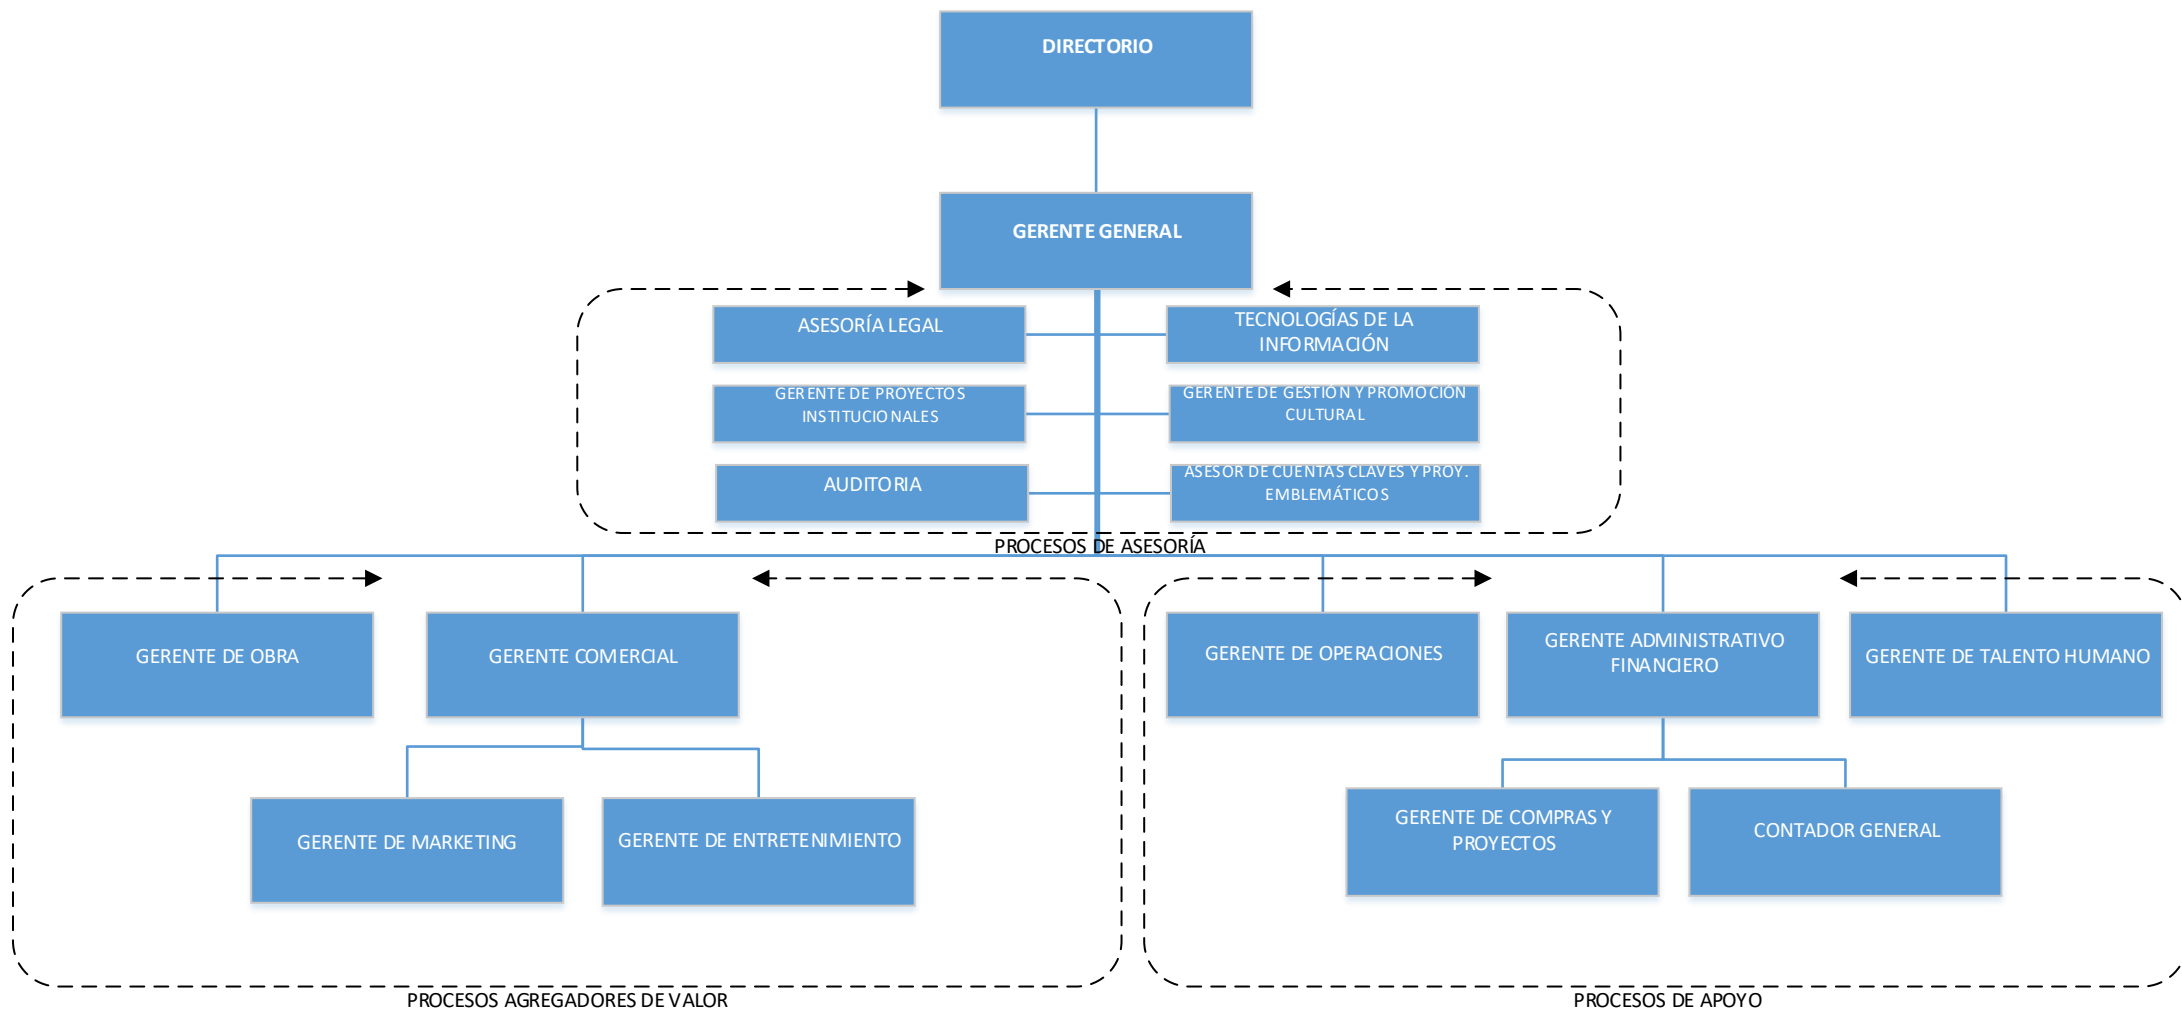 DIRECTORIO
GERENTE GENERAL
ASESORÍA LEGAL
TECNOLOGÍAS DE LA
INFORMACIÓN
GERENTE DE PROYECTOS
INSTITUCIONALES
GERENTE DE GESTIÓN Y PROMOCIÓN
CULTURAL
AUDITORIA
ASESOR DE CUENTAS CLAVES Y PROY.
EMBLEMÁTICOS
PROCESOS DE ASESORÍA
GERENTE DE OBRA
GERENTE COMERCIAL
GERENTE DE OPERACIONES
GERENTE ADMINISTRATIVO
FINANCIERO
GERENTE DE TALENTO HUMANO
GERENTE DE MARKETING
GERENTE DE ENTRETENIMIENTO
GERENTE DE COMPRAS Y
PROYECTOS
CONTADOR GENERAL
PROCESOS AGREGADORES DE VALOR
PROCESOS DE APOYO